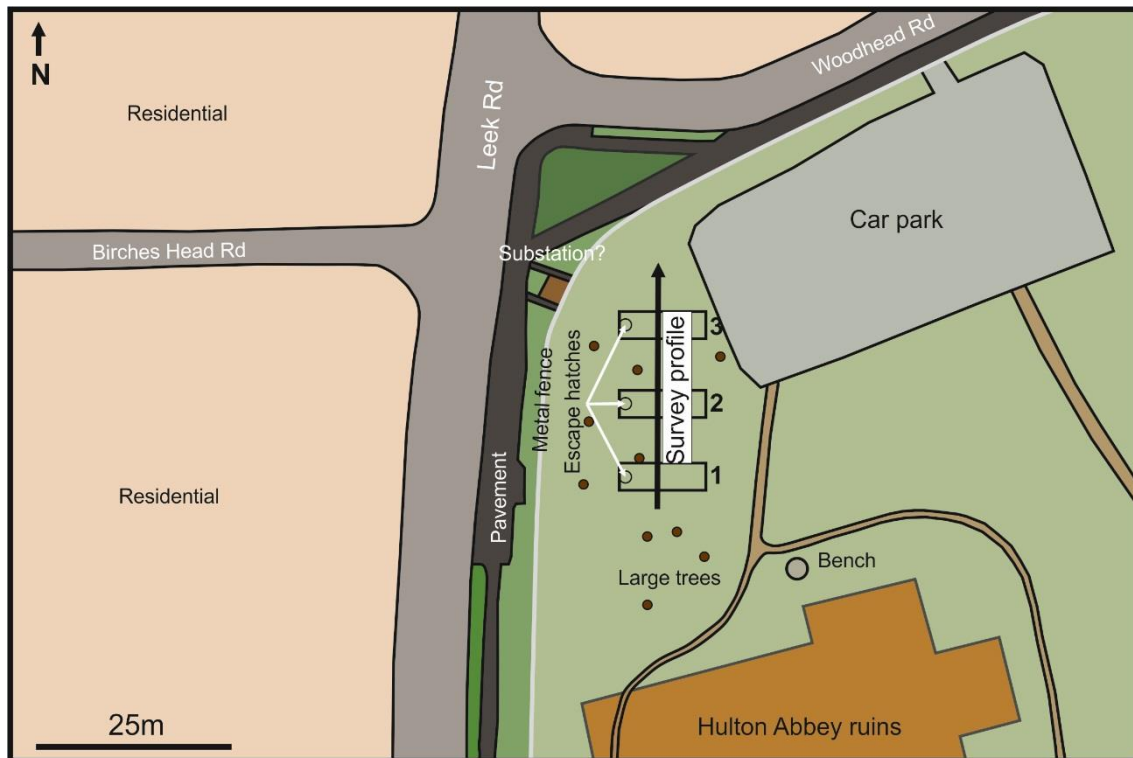 N
Residential
Leek Rd
Woodhead Rd
Car park
Birches Head Rd
Substation?
Metal fence
Escape hatches
Survey profile
3
2
1
Residential
Pavement
Large trees
Bench
25m
Hulton Abbey ruins